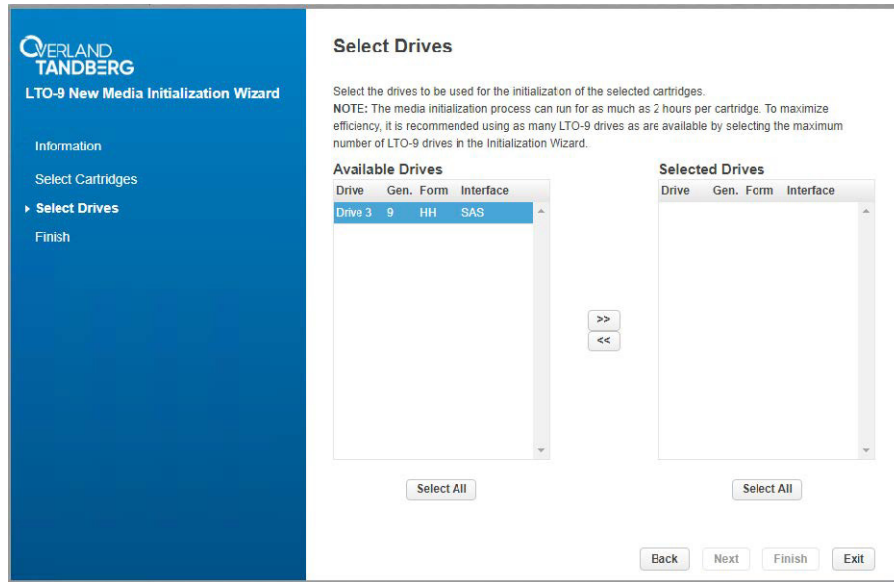 OVERLAND
TANDBERG
LTO-9 New Media Initialization Wizard
Information
Select Cartridges
Select Drives
Finish
Select Drives
Select the drives to be used for the initialization of the selected cartridges.
NOTE: The media initialization process can run for as much as 2 hours per cartridge. To maximize
efficiency, it is recommended using as many LTO-9 drives as are available by selecting the maximum
number of LTO-9 drives in the Initialization Wizard.
Available Drives
Drive Gen. Form Interface
Drive 3 9 HH SAS
Select All
>>
<<
Selected Drives
Drive Gen. Form Interface
Select All
Back Next Finish Exit